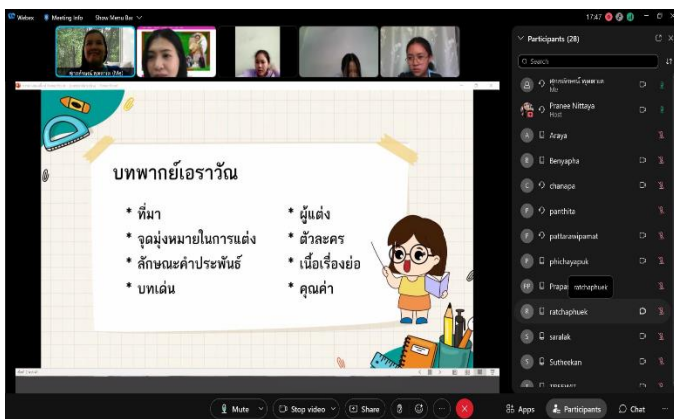 Webex Meeting Info Show Menu Bar
17:47
Participants (28)
Search
Me
Pranee Nittaya
Host
Araya
Benyapha
chanapa
panthita
pattarawipamat
phichayapuk
Prapa
ratchaphuek
ratchaphuek
saralak
Sutheekan
บทพากย์เอราวัณ
* ที่มา
* จุดมุ่งหมายในการแต่ง
* ลักษณะคำประพันธ์
* บทเด่น
* ผู้แต่ง
* ตัวละคร
* เนื้อเรื่องย่อ
* คุณค่า
Mute
Stop video
Share
Apps
Participants
Chat